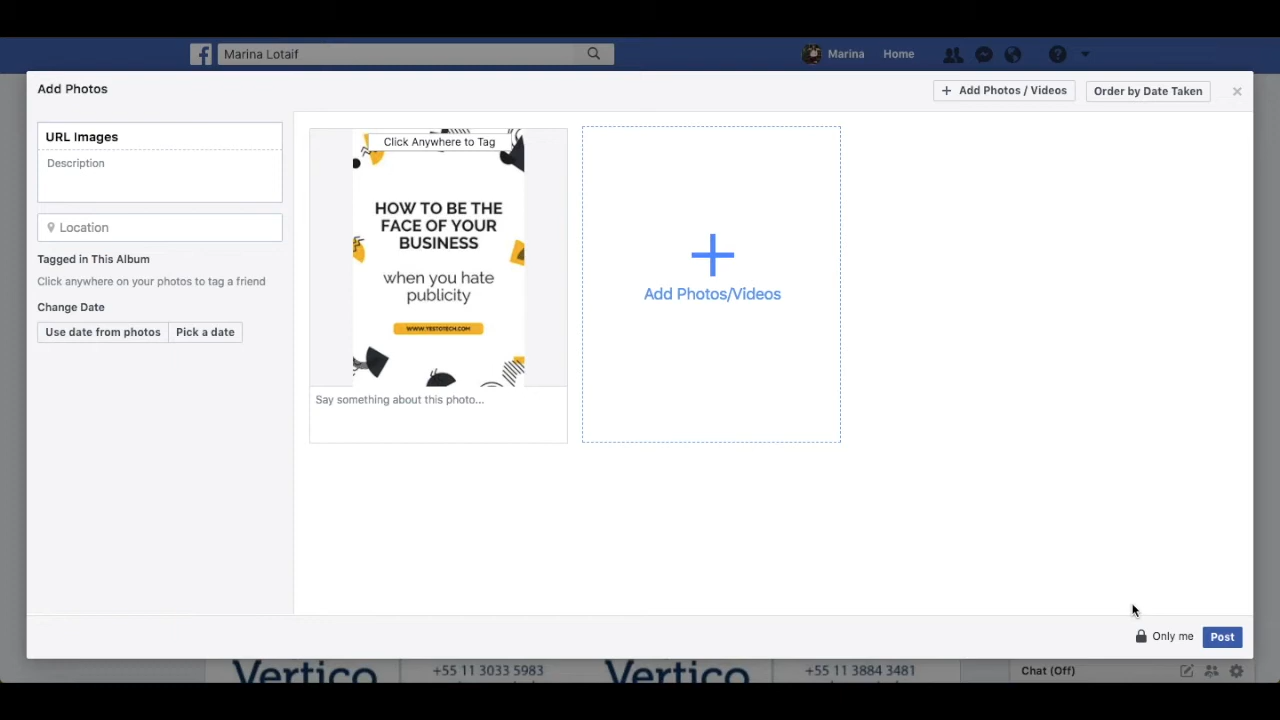 Marina Lotaif
Marina
Home
Add Photos
+ Add Photos / Videos
Order by Date Taken
URL Images
Description
Location
Tagged in This Album
Click anywhere on your photos to tag a friend
Change Date
Use date from photos
Pick a date
Click Anywhere to Tag
HOW TO BE THE
FACE OF YOUR
BUSINESS
when you hate
publicity
WWW.YESTOTECH.COM
Say something about this photo...
Add Photos/Videos
Only me
Post
Vertico
+55 11 3033 5983
Vertico
+55 11 3884 3481
Chat (Off)